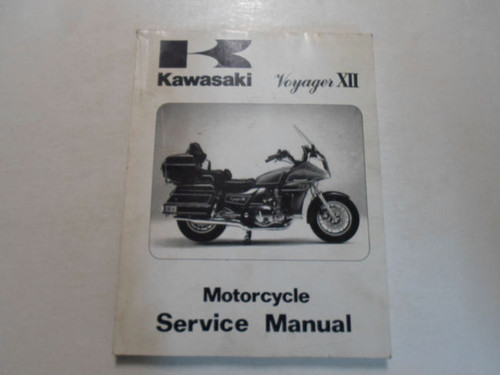 Kawasaki Voyager XII
Motorcycle
Service Manual